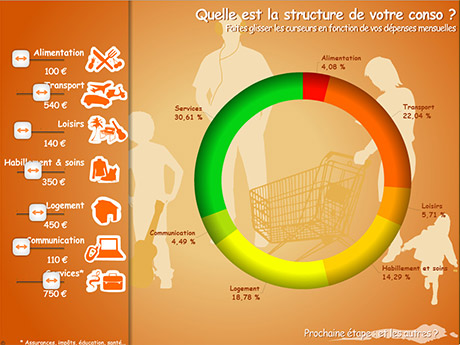 Quelle est la structure de votre conso ?
Faites glisser les curseurs en fonction de vos dépenses mensuelles
Alimentation
100 €
Transport
540 €
Loisirs
140 €
Habillement & soins
350 €
Logement
450 €
Communication
110 €
Services*
750 €
* Assurances, impôts, éducation, santé...
Alimentation
4,08 %
Transport
22,04 %
Loisirs
5,71 %
Habillement et soins
14,29 %
Logement
18,78 %
Communication
4,49 %
Services
30,61 %
Prochaine étape : et les autres ?